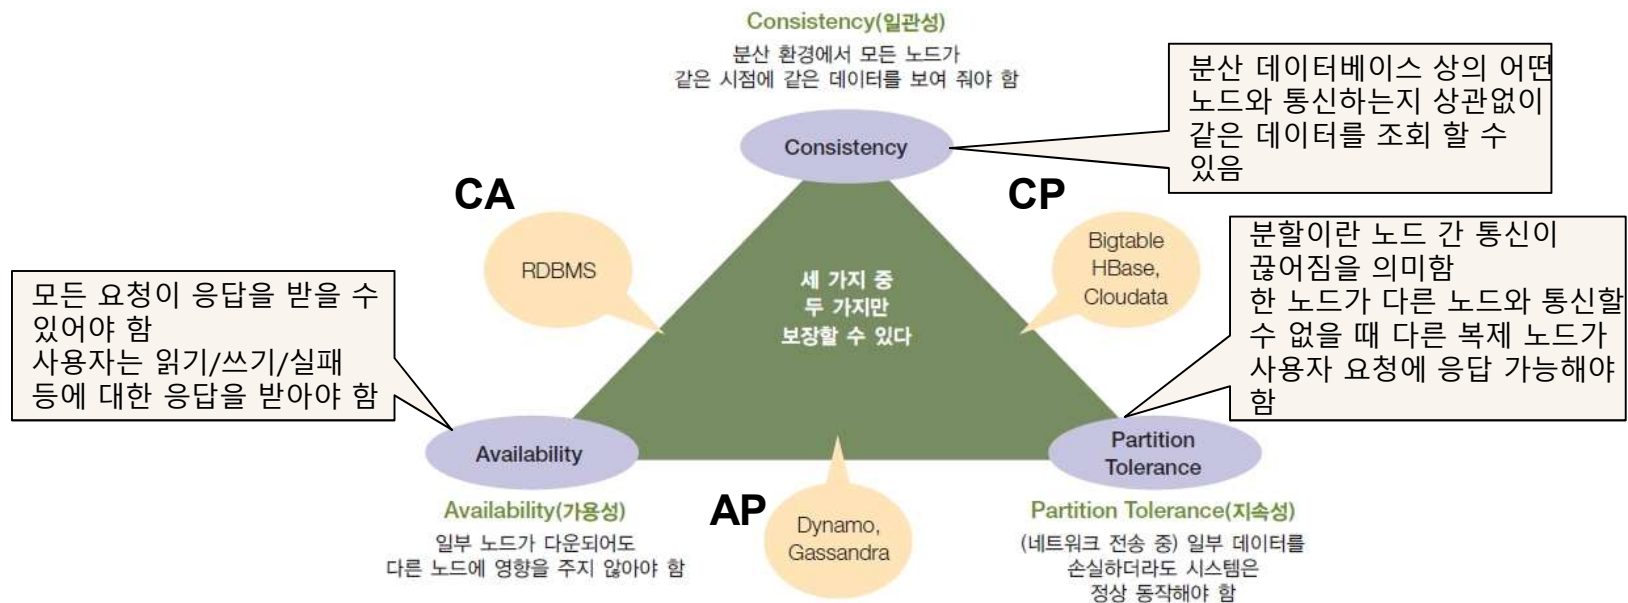 Consistency(일관성)
분산 환경에서 모든 노드가
같은 시점에 같은 데이터를 보여 줘야 함
분산 데이터베이스 상의 어떤
노드와 통신하는지 상관없이
같은 데이터를 조회 할 수
있음
Consistency
CA
CP
RDBMS
Bigtable
HBase,
Cloudata
세 가지 중
두 가지만
보장할 수 있다
분할이란 노드 간 통신이
끊어짐을 의미함
한 노드가 다른 노드와 통신할
수 없을 때 다른 복제 노드가
사용자 요청에 응답 가능해야
함
모든 요청이 응답을 받을 수
있어야 함
사용자는 읽기/쓰기/실패
등에 대한 응답을 받아야 함
Availability
Partition
Tolerance
Availability(가용성)
일부 노드가 다운되어도
다른 노드에 영향을 주지 않아야 함
AP
Dynamo,
Gassandra
Partition Tolerance(지속성)
(네트워크 전송 중) 일부 데이터를
손실하더라도 시스템은
정상 동작해야 함